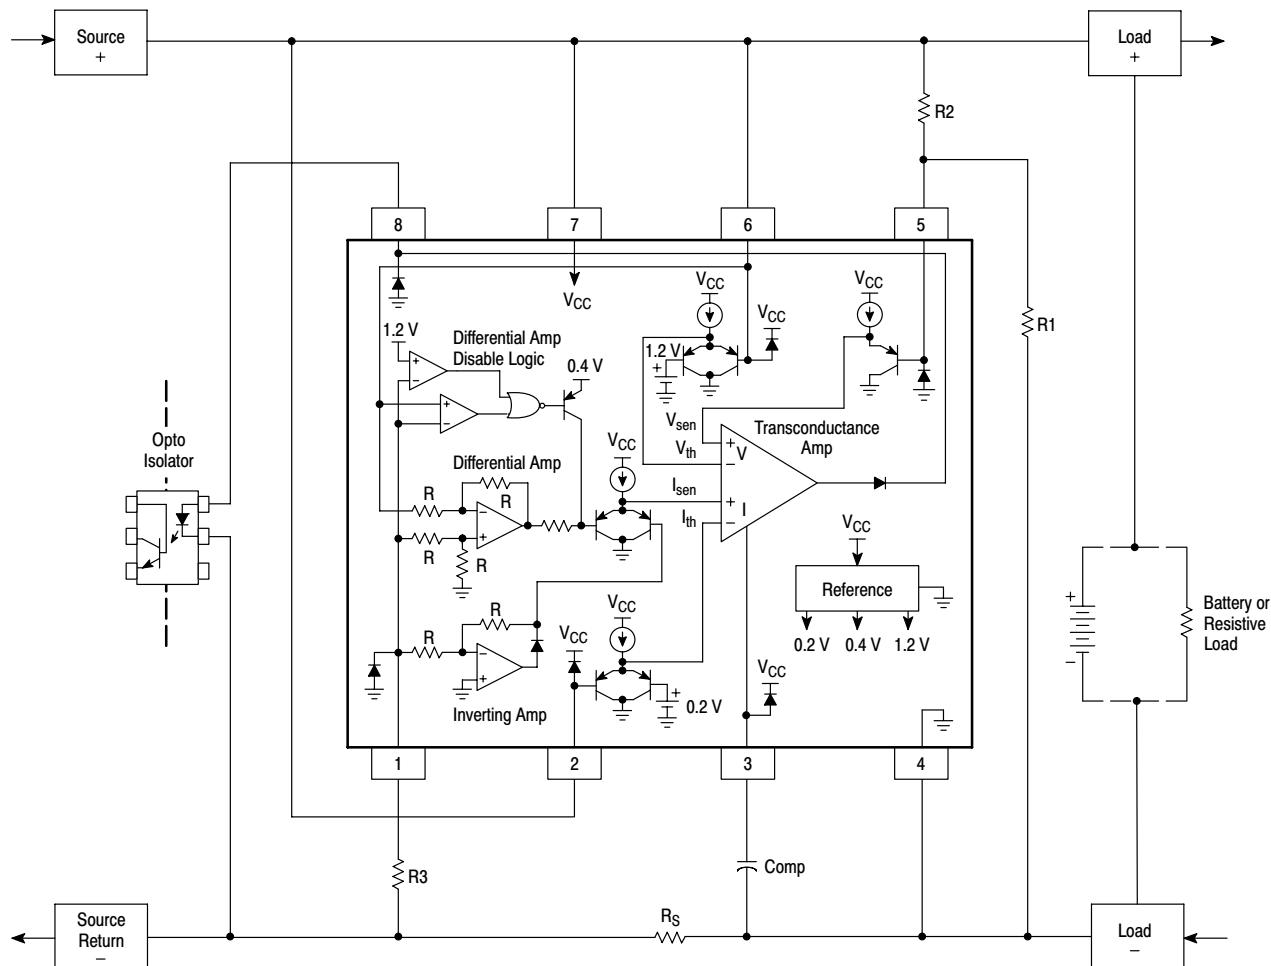 Source
+
Load
+
R2
8
7
6
5
VCC
VCC
VCC
VCC
R1
1.2 V
Differential Amp
Disable Logic
0.4 V
1.2 V
+
+
−
+
−
Opto
Isolator
Vsen
Vth
Transconductance
Amp
+
V
−
VCC
Differential Amp
Isen
R
R
−
+
I
Ith
−
R
+
R
VCC
Reference
0.2 V
0.4 V
1.2 V
+
−
Battery or
Resistive
Load
R
R
−
+
VCC
VCC
VCC
+
0.2 V
Inverting Amp
1
2
3
4
R3
Comp
RS
Source
Return
−
Load
−